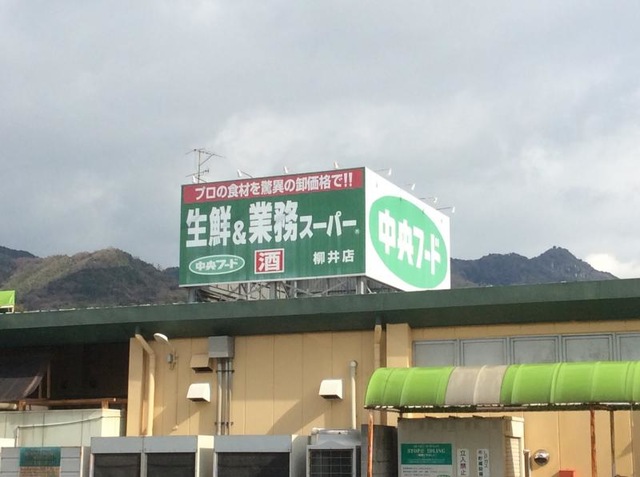 プロの食材を驚異の卸価格で!!
生鮮&業務スーパー®
中央フード 酒 柳井店
中央フード
STOP! IDLING
立入禁止